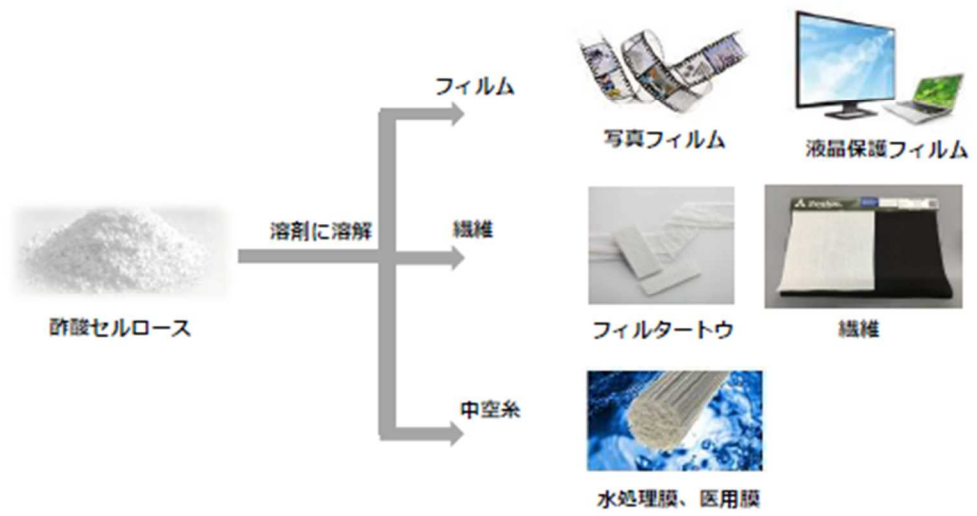 フィルム
写真フィルム
液晶保護フィルム
溶剤に溶解
繊維
酢酸セルロース
フィルタートウ
繊維
中空糸
水処理膜、医用膜